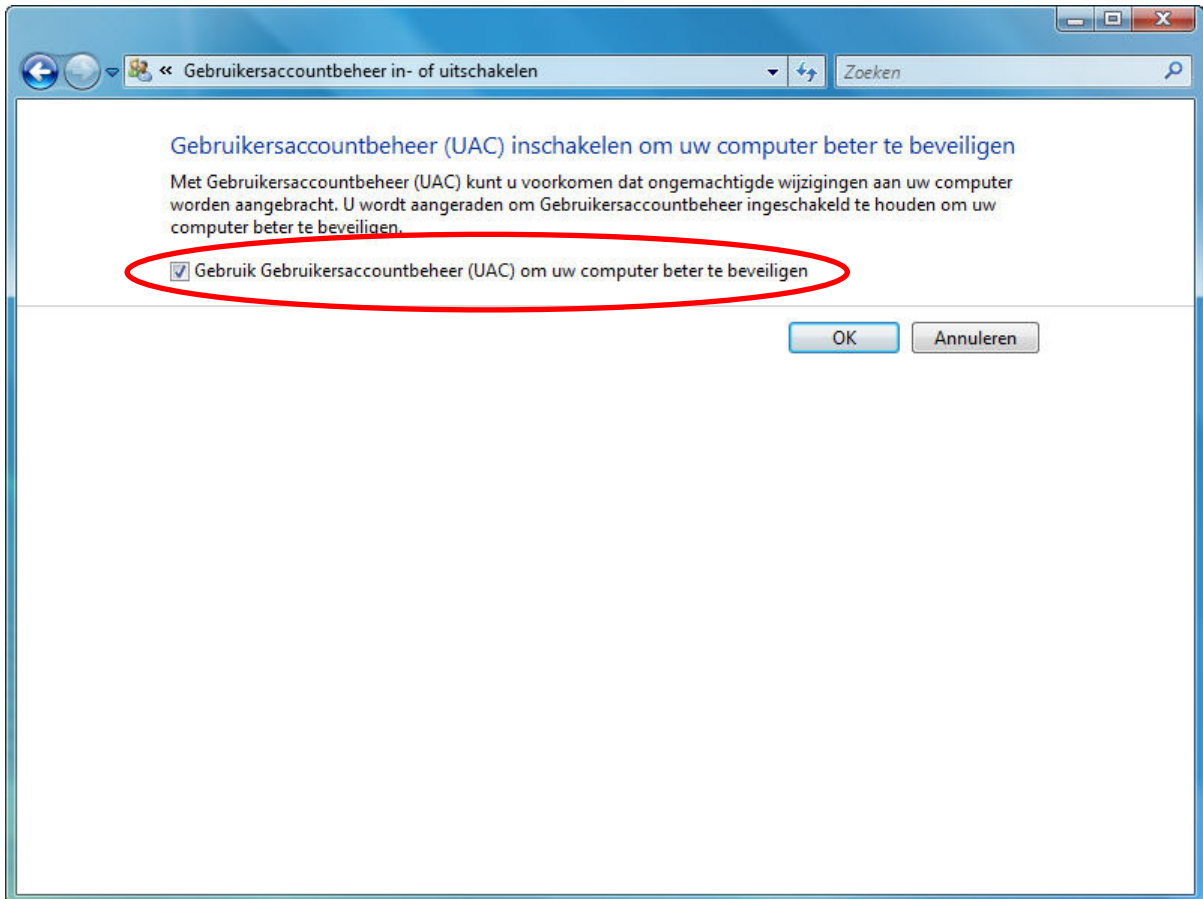 « Gebruikersaccountbeheer in- of uitschakelen
Zoeken
Gebruikersaccountbeheer (UAC) inschakelen om uw computer beter te beveiligen
Met Gebruikersaccountbeheer (UAC) kunt u voorkomen dat ongemachtigde wijzigingen aan uw computer
worden aangebracht. U wordt aangeraden om Gebruikersaccountbeheer ingeschakeld te houden om uw
computer beter te beveiligen.
Gebruik Gebruikersaccountbeheer (UAC) om uw computer beter te beveiligen
OK
Annuleren